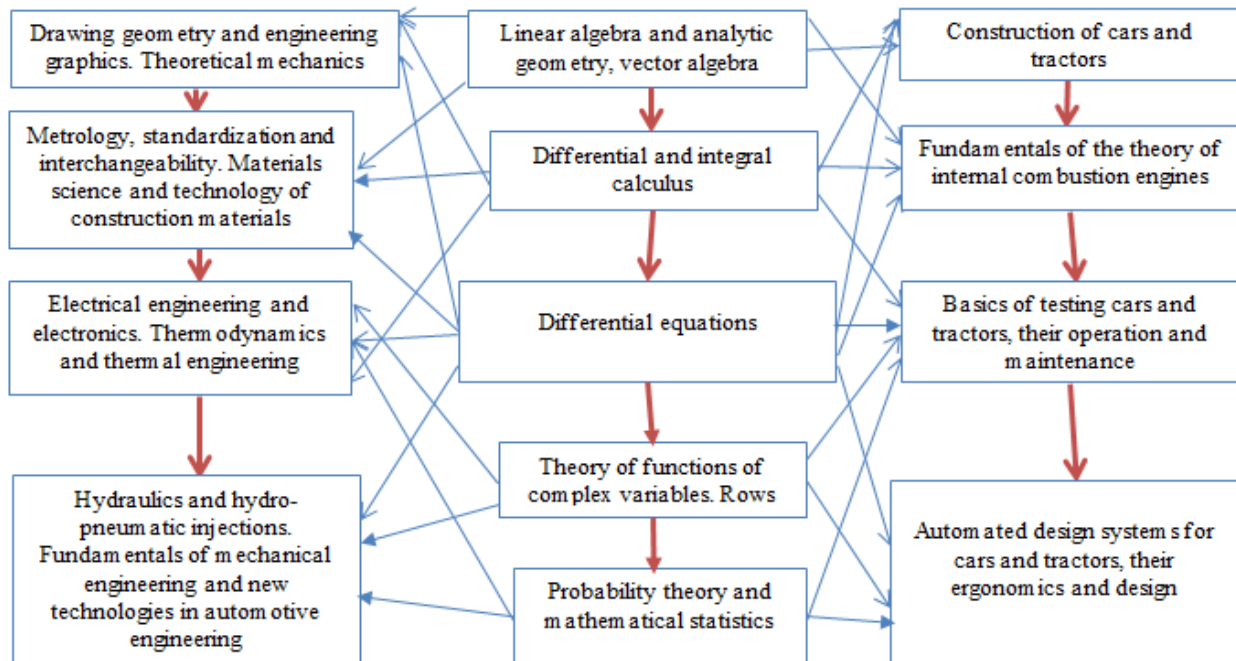 Drawing geometry and engineering
graphics. Theoretical mechanics
Linear algebra and analytic
geometry, vector algebra
Construction of cars and
tractors
Metrology, standardization and
interchangeability. Materials
science and technology of
construction materials
Differential and integral
calculus
Fundamentals of the theory of
internal combustion engines
Electrical engineering and
electronics. Thermodynamics
and thermal engineering
Differential equations
Basics of testing cars and
tractors, their operation and
maintenance
Hydraulics and hydro-
pneumatic injections.
Fundamentals of mechanical
engineering and new
technologies in automotive
engineering
Theory of functions of
complex variables. Rows
Automated design systems for
cars and tractors, their
ergonomics and design
Probability theory and
mathematical statistics